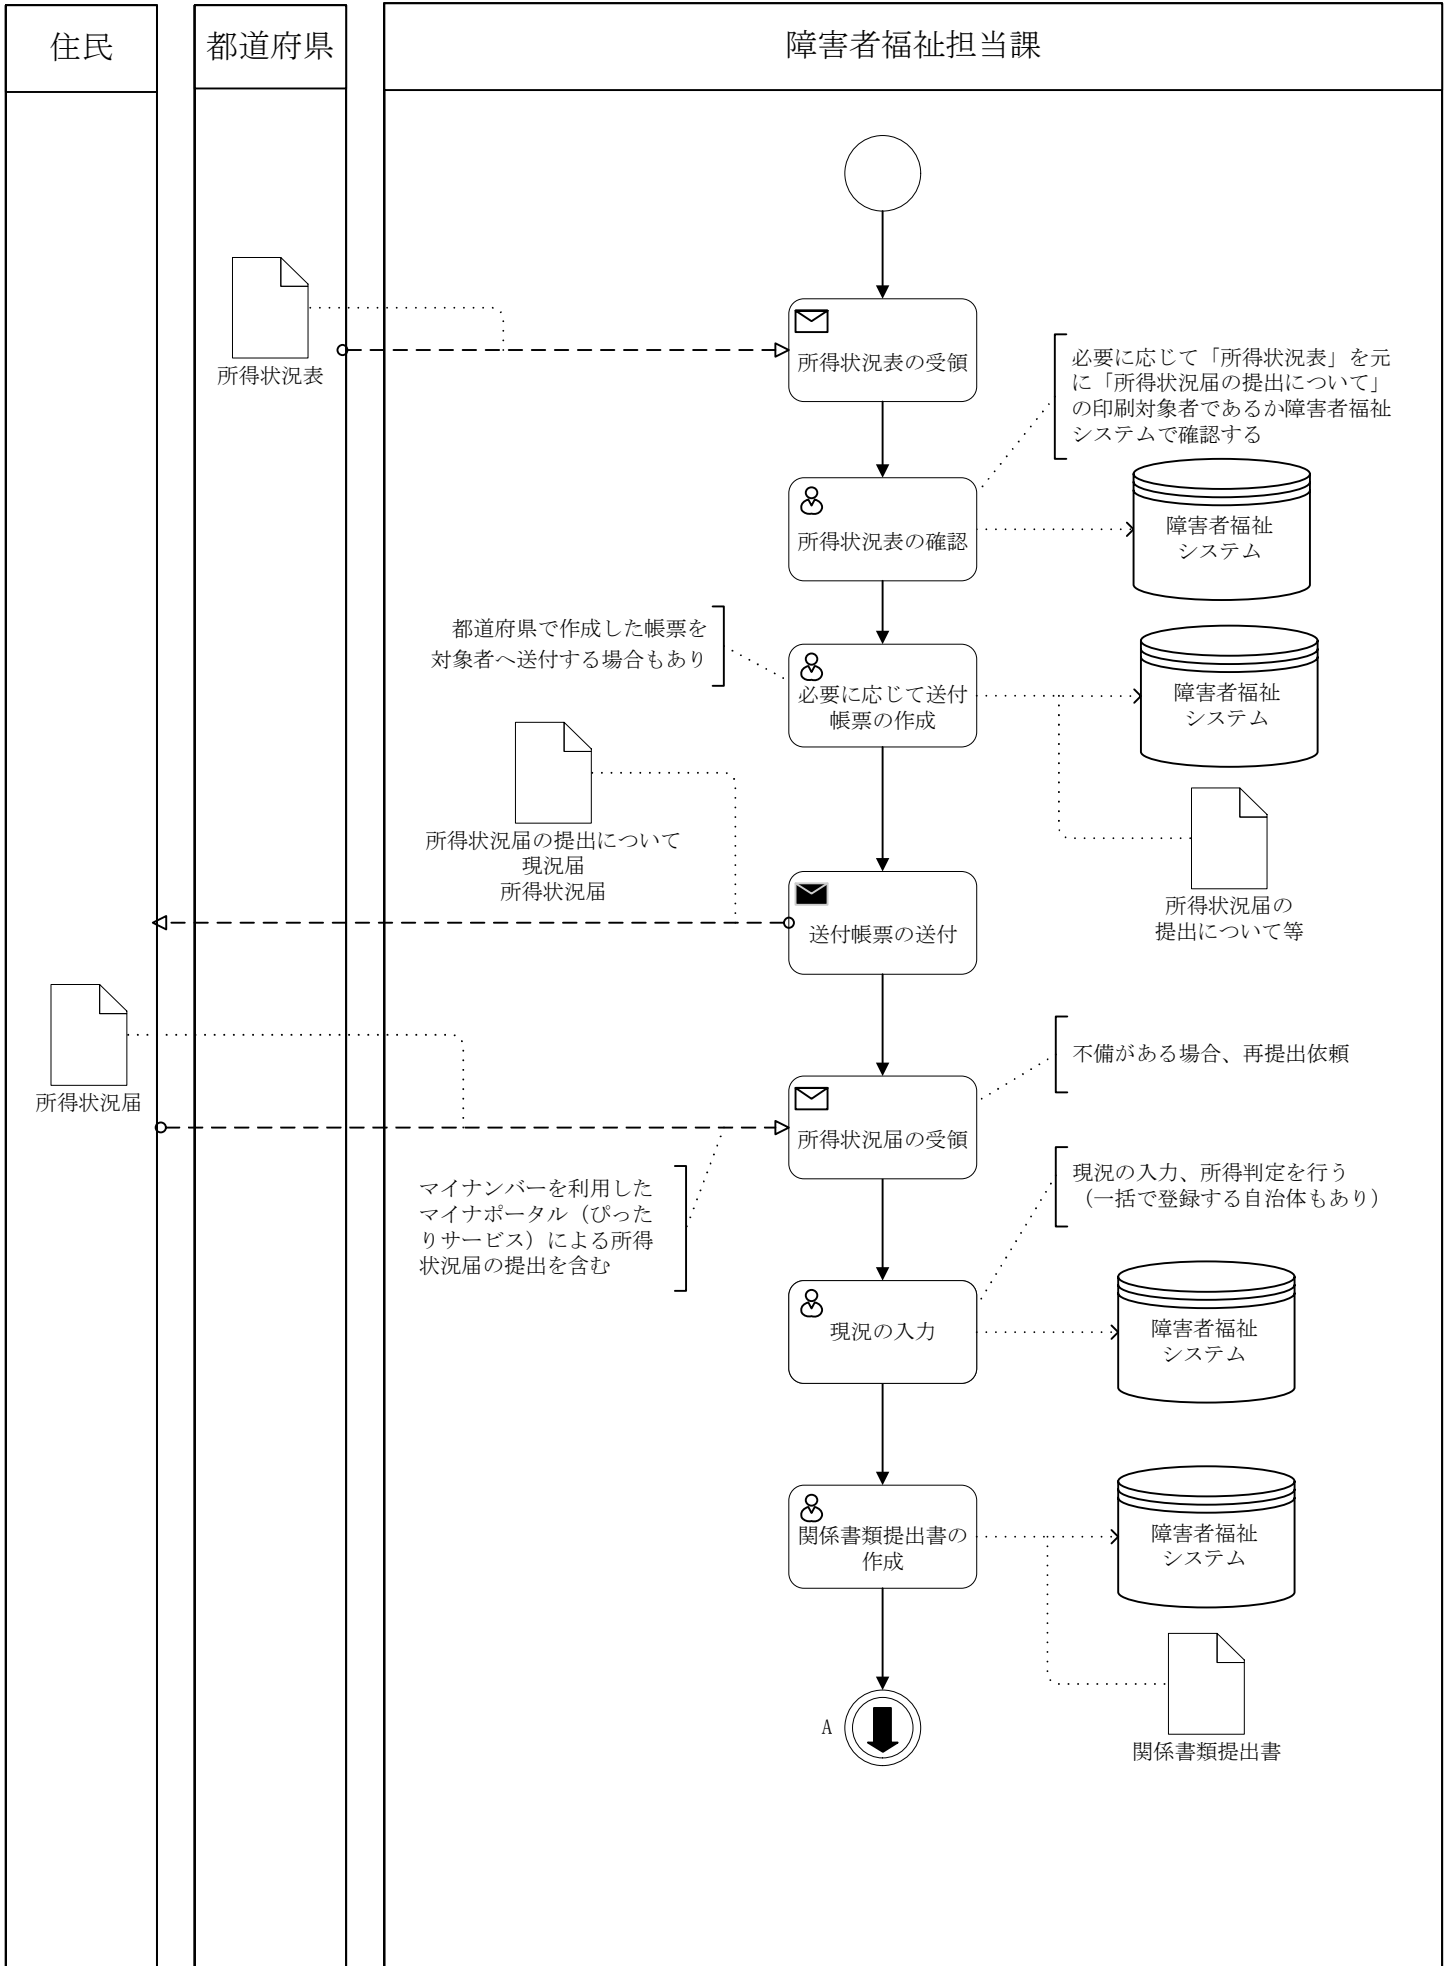 住民
都道府県
障害者福祉担当課
所得状況表
所得状況表の受領
必要に応じて「所得状況表」を元
に「所得状況届の提出について」
の印刷対象者であるか障害者福祉
システムで確認する
所得状況表の確認
障害者福祉
システム
都道府県で作成した帳票を
対象者へ送付する場合もあり
必要に応じて送付
帳票の作成
障害者福祉
システム
所得状況届の提出について
現況届
所得状況届
所得状況届の
提出について等
送付帳票の送付
所得状況届
不備がある場合、再提出依頼
所得状況届の受領
マイナンバーを利用した
マイナポータル（ぴった
りサービス）による所得
状況届の提出を含む
現況の入力、所得判定を行う
（一括で登録する自治体もあり）
現況の入力
障害者福祉
システム
関係書類提出書の
作成
障害者福祉
システム
関係書類提出書
A